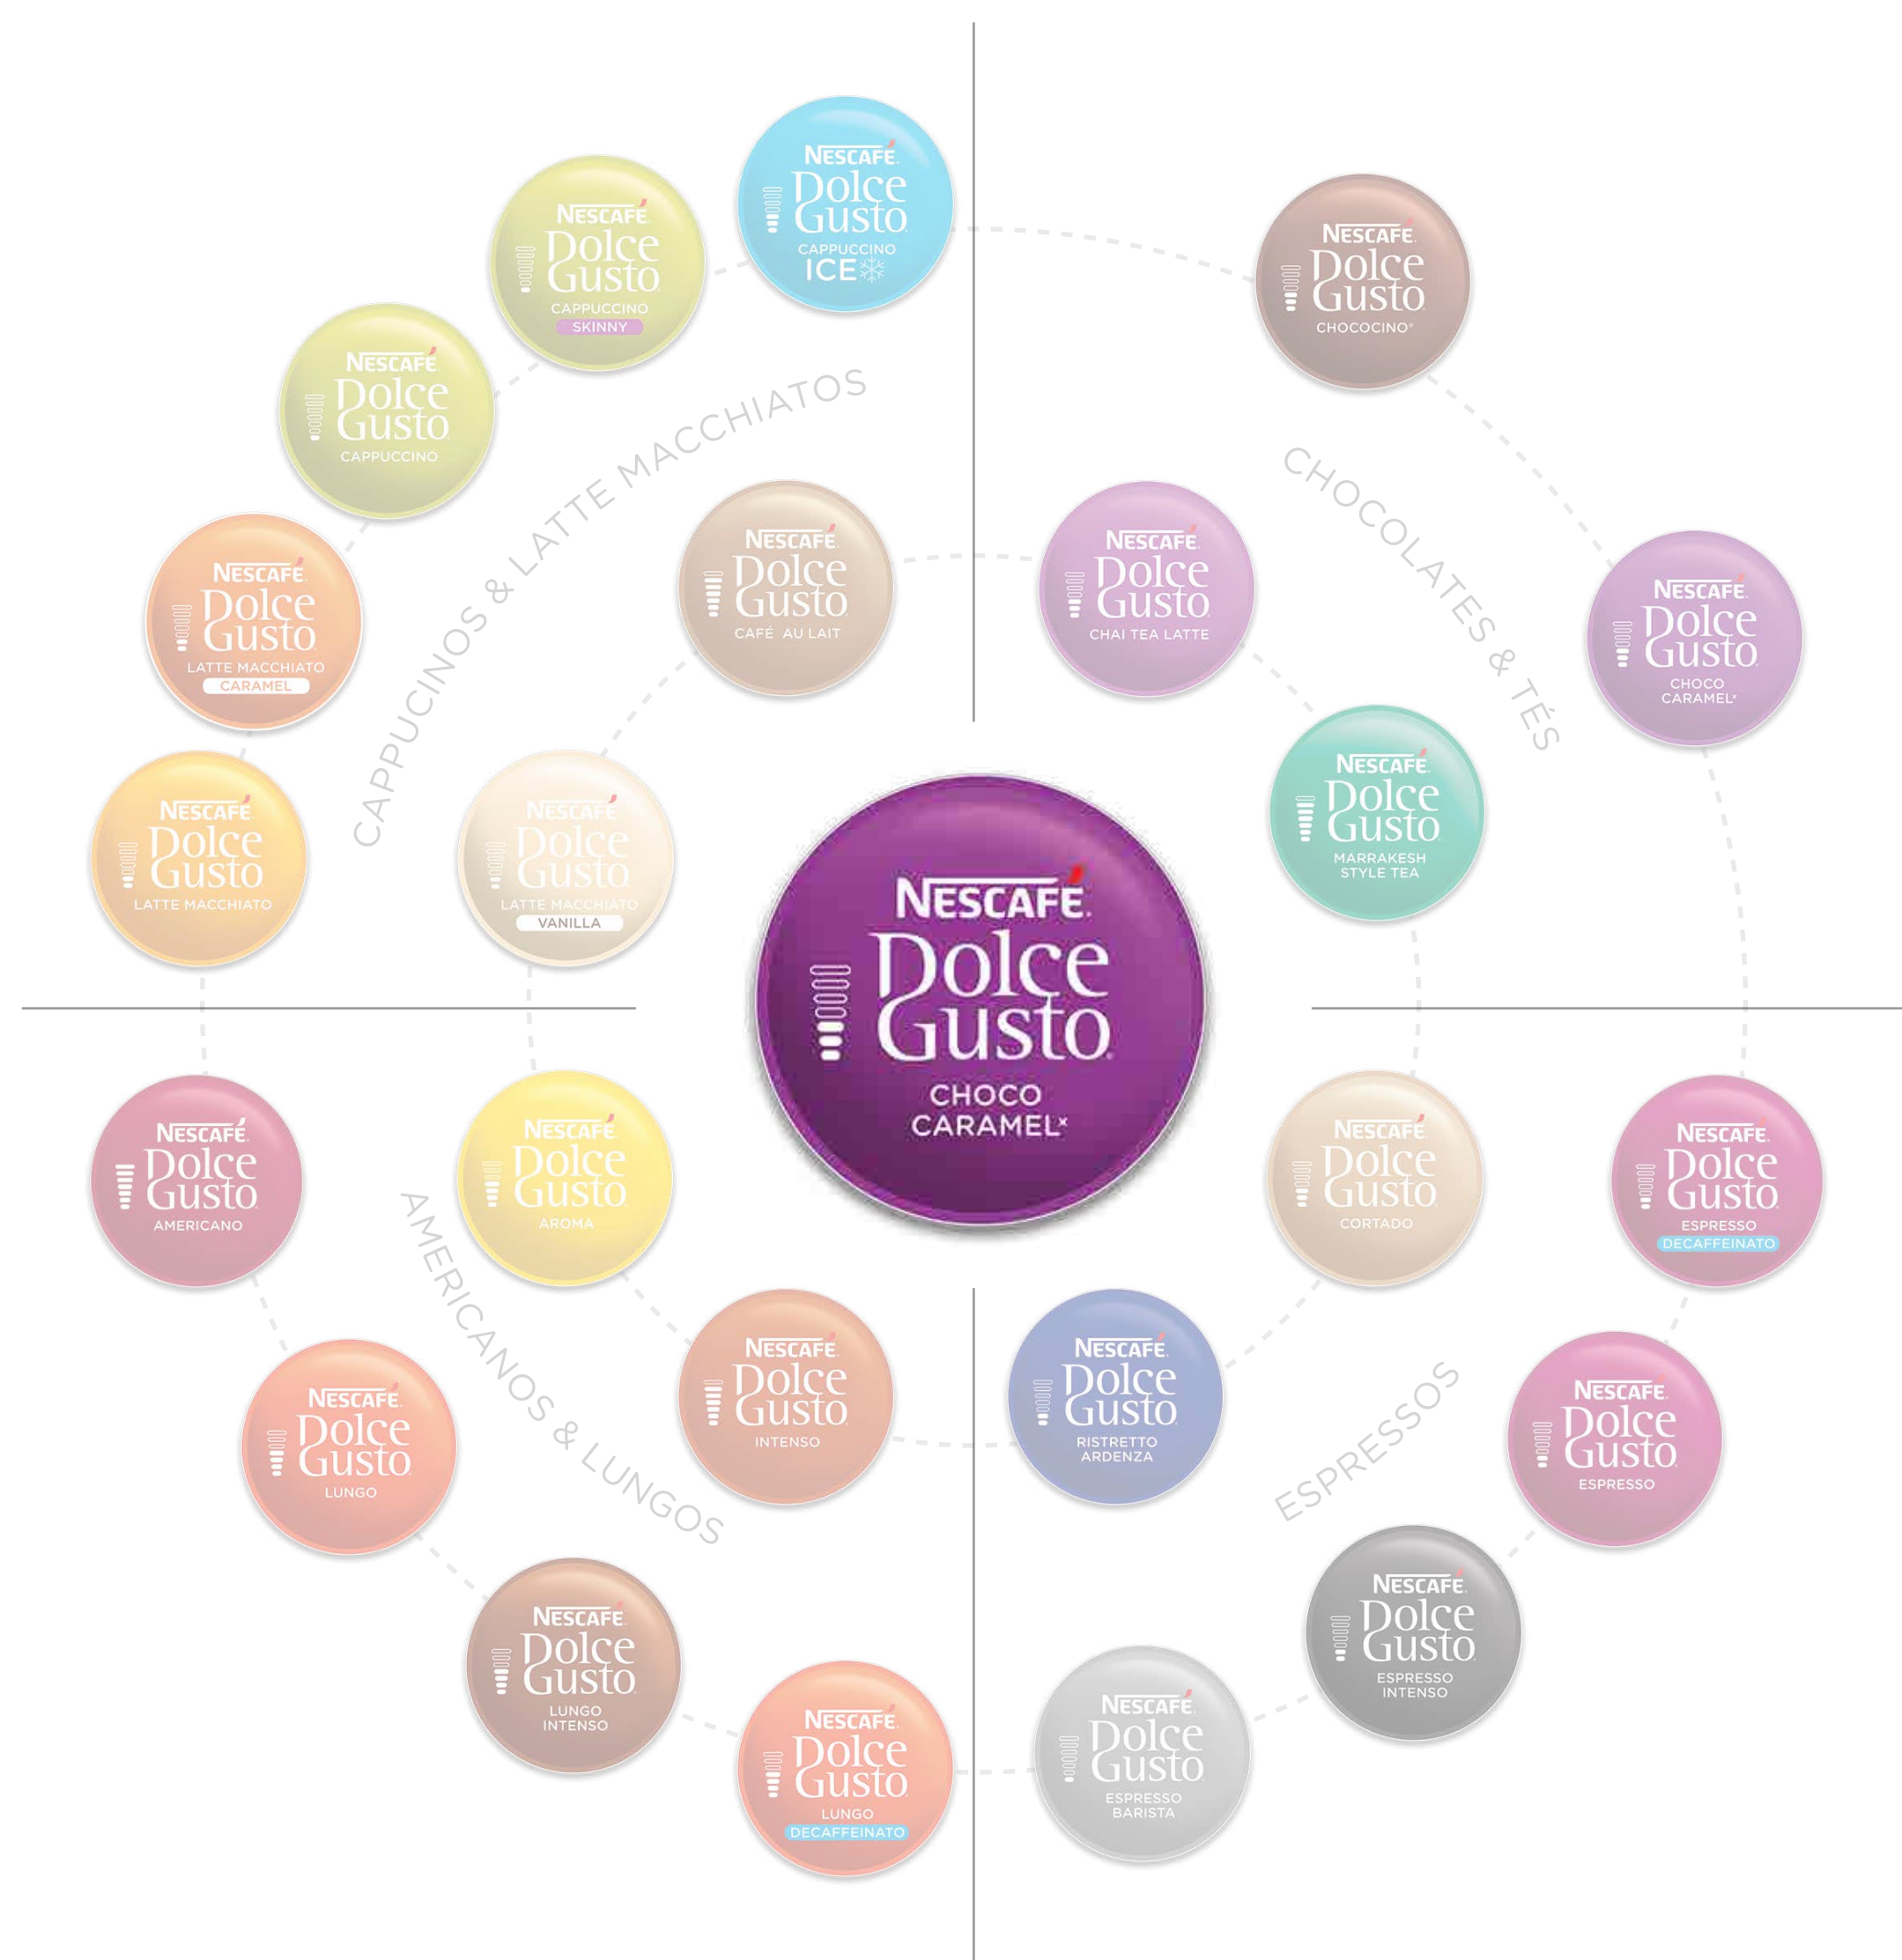 NESCAFÉ
Dolce
Gusto
CAPPUCCINO
ICE
NESCAFÉ
Dolce
Gusto
CAPPUCCINO
SKINNY
NESCAFÉ
Dolce
Gusto
CAPPUCCINO
NESCAFÉ
Dolce
Gusto
LATTE MACCHIATO
CARAMEL
NESCAFÉ
Dolce
Gusto
LATTE MACCHIATO
CAPPUCINOS & LATTE MACCHIATOS
NESCAFÉ
Dolce
Gusto
CAFÉ AU LAIT
NESCAFÉ
Dolce
Gusto
LATTE MACCHIATO
VANILLA
NESCAFÉ
Dolce
Gusto
CHOCOCINO*
CHOCOLATES & TÉS
NESCAFÉ
Dolce
Gusto
CHAI TEA LATTE
NESCAFÉ
Dolce
Gusto
CHOCO
CARAMEL*
NESCAFÉ
Dolce
Gusto
MARRAKESH
STYLE TEA
NESCAFÉ
Dolce
Gusto
CHOCO
CARAMEL*
NESCAFÉ
Dolce
Gusto
AMERICANO
NESCAFÉ
Dolce
Gusto
AROMA
AMERICANOS & LUNGOS
NESCAFÉ
Dolce
Gusto
INTENSO
NESCAFÉ
Dolce
Gusto
LUNGO
NESCAFÉ
Dolce
Gusto
LUNGO
INTENSO
NESCAFÉ
Dolce
Gusto
LUNGO
DECAFFEINATO
NESCAFÉ
Dolce
Gusto
CORTADO
NESCAFÉ
Dolce
Gusto
ESPRESSO
DECAFFEINATO
NESCAFÉ
Dolce
Gusto
RISTRETTO
ARDENZA
ESPRESSOS
NESCAFÉ
Dolce
Gusto
ESPRESSO
NESCAFÉ
Dolce
Gusto
ESPRESSO
INTENSO
NESCAFÉ
Dolce
Gusto
ESPRESSO
BARISTA